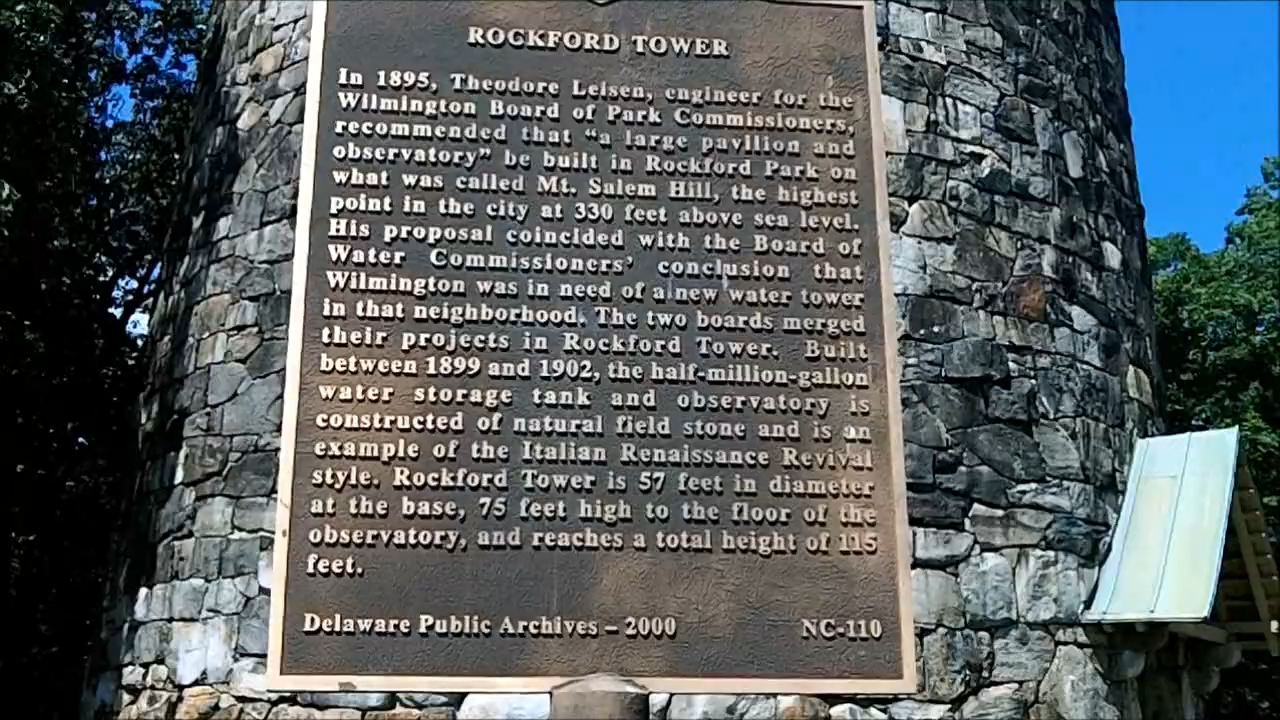 ROCKFORD TOWER
In 1895, Theodore Leisen, engineer for the
Wilmington Board of Park Commissioners,
recommended that "a large pavilion and
observatory" be built in Rockford Park on
what was called Mt. Salem Hill, the highest
point in the city at 330 feet above sea level.
His proposal coincided with the Board of
Water Commissioners' conclusion that
Wilmington was in need of a new water tower
in that neighborhood. The two boards merged
their projects in Rockford Tower. Built
between 1899 and 1902, the half-million-gallon
water storage tank and observatory is
constructed of natural field stone and is an
example of the Italian Renaissance Revival
style. Rockford Tower is 57 feet in diameter
at the base, 75 feet high to the floor of the
observatory, and reaches a total height of 115
feet.
Delaware Public Archives – 2000 NC-110